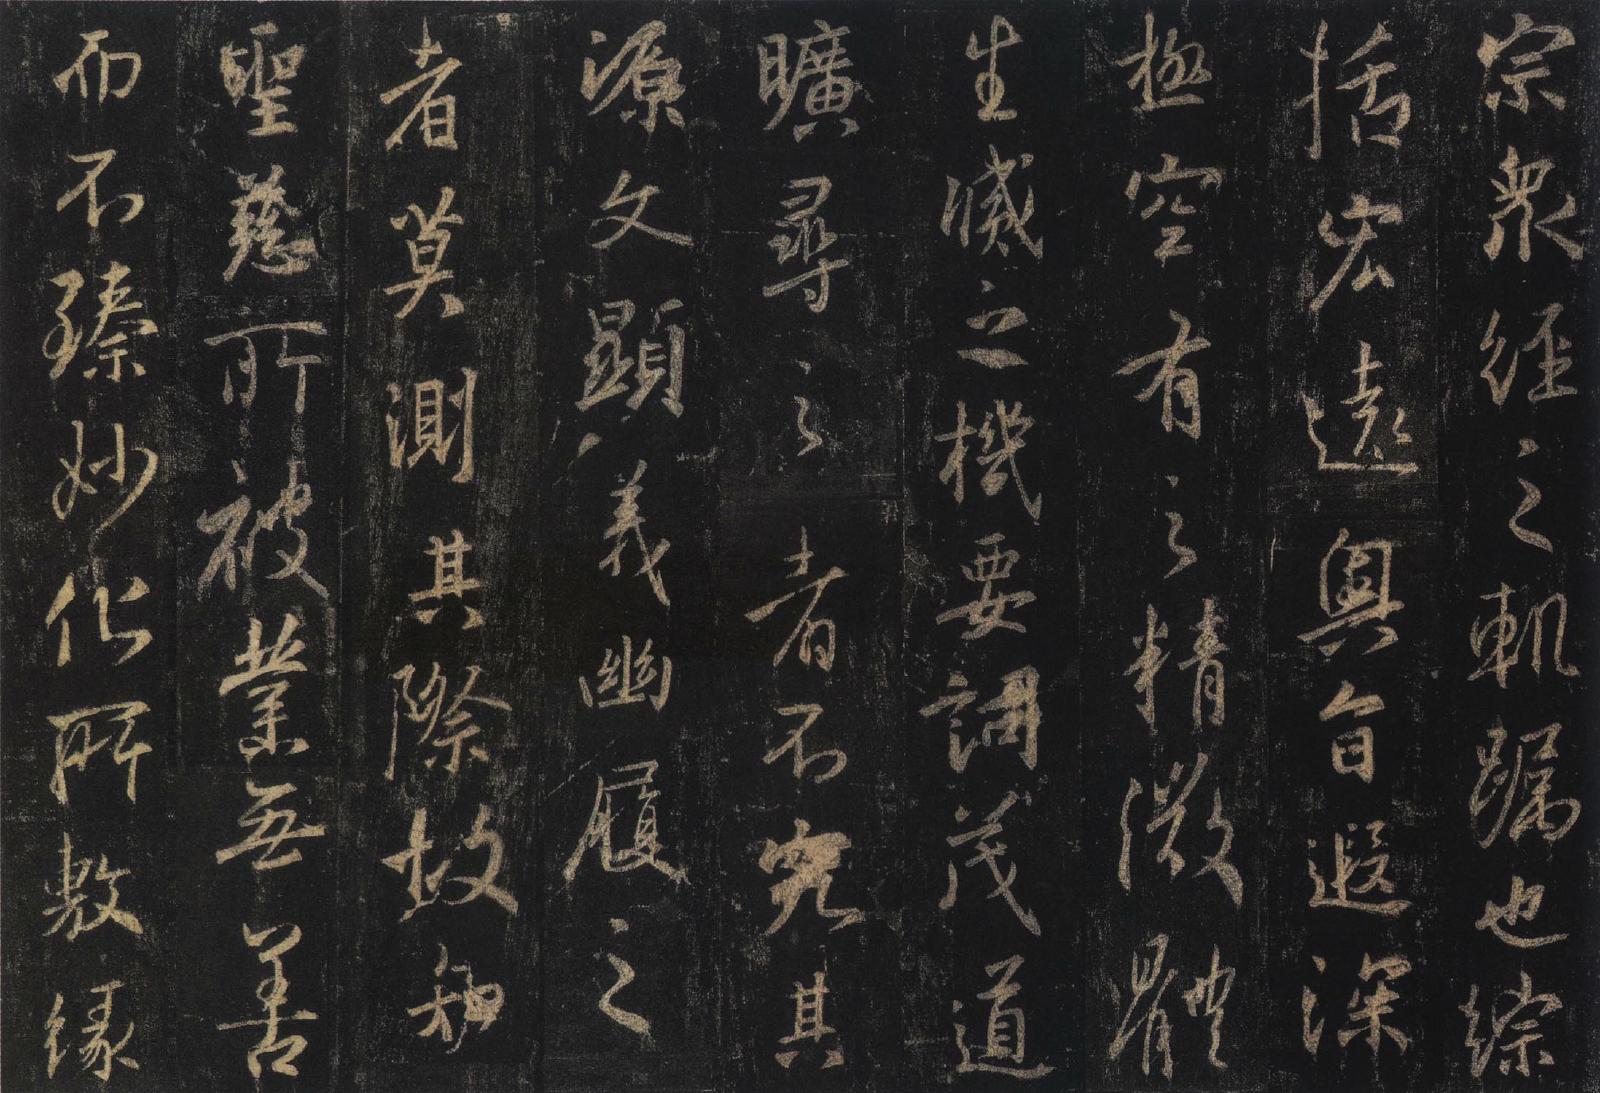 宗衆經之軌躅也綜
括宏遠奧旨遐深
極空有之精微體
生滅之機要詞茂道
曠尋之者不究其
源文顯義幽履之
者莫測其際故知
聖慈所被業無善
而不臻妙化所敷緣